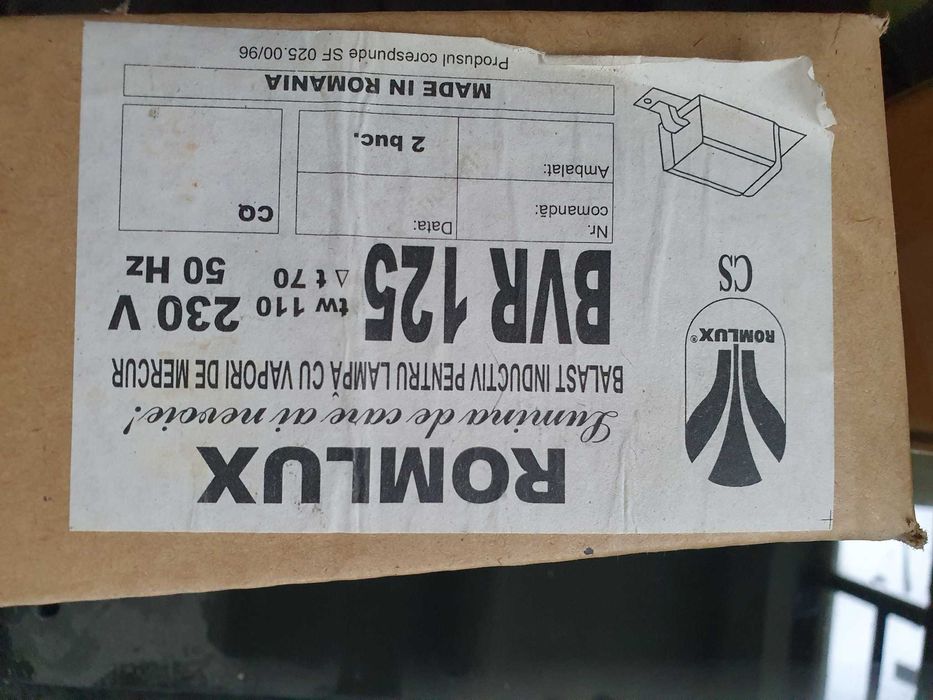 ROMLUX
Lumina de care ai nevoie!
BALAST INDUCTIV PENTRU LAMPĂ CU VAPORI DE MERCUR
BVR 125
tw 110 230 V
Δ t 70 50 Hz
ROMLUX®
CS
Nr.
comandă:
Data:
CQ
Ambalat:
2 buc.
MADE IN ROMANIA
Produsul corespunde SF 025.00/96